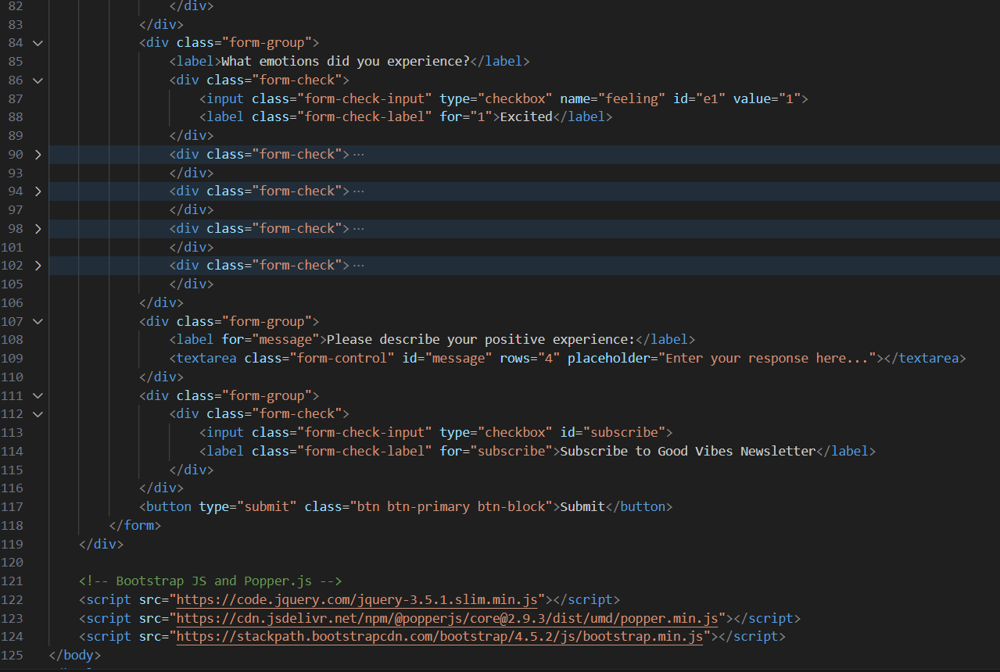 82 </div>
83 </div>
84 <div class="form-group">
85 <label>What emotions did you experience?</label>
86 <div class="form-check">
87 <input class="form-check-input" type="checkbox" name="feeling" id="e1" value="1">
88 <label class="form-check-label" for="1">Excited</label>
89 </div>
90 <div class="form-check">···
93 </div>
94 <div class="form-check">···
97 </div>
98 <div class="form-check">···
101 </div>
102 <div class="form-check">···
105 </div>
106 </div>
107 <div class="form-group">
108 <label for="message">Please describe your positive experience:</label>
109 <textarea class="form-control" id="message" rows="4" placeholder="Enter your response here..."></textarea>
110 </div>
111 <div class="form-group">
112 <div class="form-check">
113 <input class="form-check-input" type="checkbox" id="subscribe">
114 <label class="form-check-label" for="subscribe">Subscribe to Good Vibes Newsletter</label>
115 </div>
116 </div>
117 <button type="submit" class="btn btn-primary btn-block">Submit</button>
118 </form>
119 </div>
120
121 <!-- Bootstrap JS and Popper.js -->
122 <script src="https://code.jquery.com/jquery-3.5.1.slim.min.js"></script>
123 <script src="https://cdn.jsdelivr.net/npm/@popperjs/core@2.9.3/dist/umd/popper.min.js"></script>
124 <script src="https://stackpath.bootstrapcdn.com/bootstrap/4.5.2/js/bootstrap.min.js"></script>
125 </body>